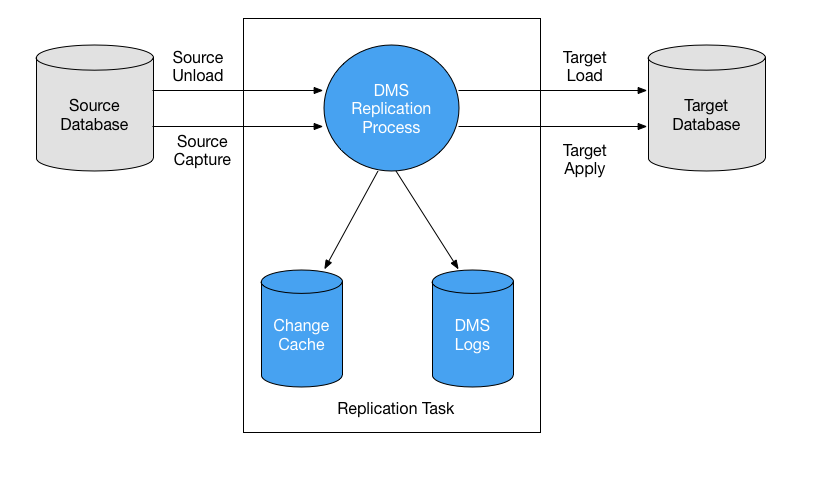 Source
Unload
Source
Database
Source
Capture
DMS
Replication
Process
Target
Load
Target
Apply
Target
Database
Change
Cache
DMS
Logs
Replication Task